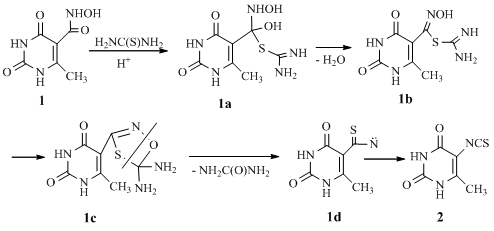 NHOH
O
O
HN
O
N
H
CH₃
1
H₂NC(S)NH₂
H⁺
NHOH
OH
O
S
NH
NH₂
HN
O
N
H
CH₃
1a
- H₂O
NOH
O
S
NH
NH₂
HN
O
N
H
CH₃
1b
N
O
S
O
NH₂
NH₂
HN
O
N
H
CH₃
1c
- NH₂C(O)NH₂
S
N̈
O
HN
O
N
H
CH₃
1d
O
NCS
HN
O
N
H
CH₃
2